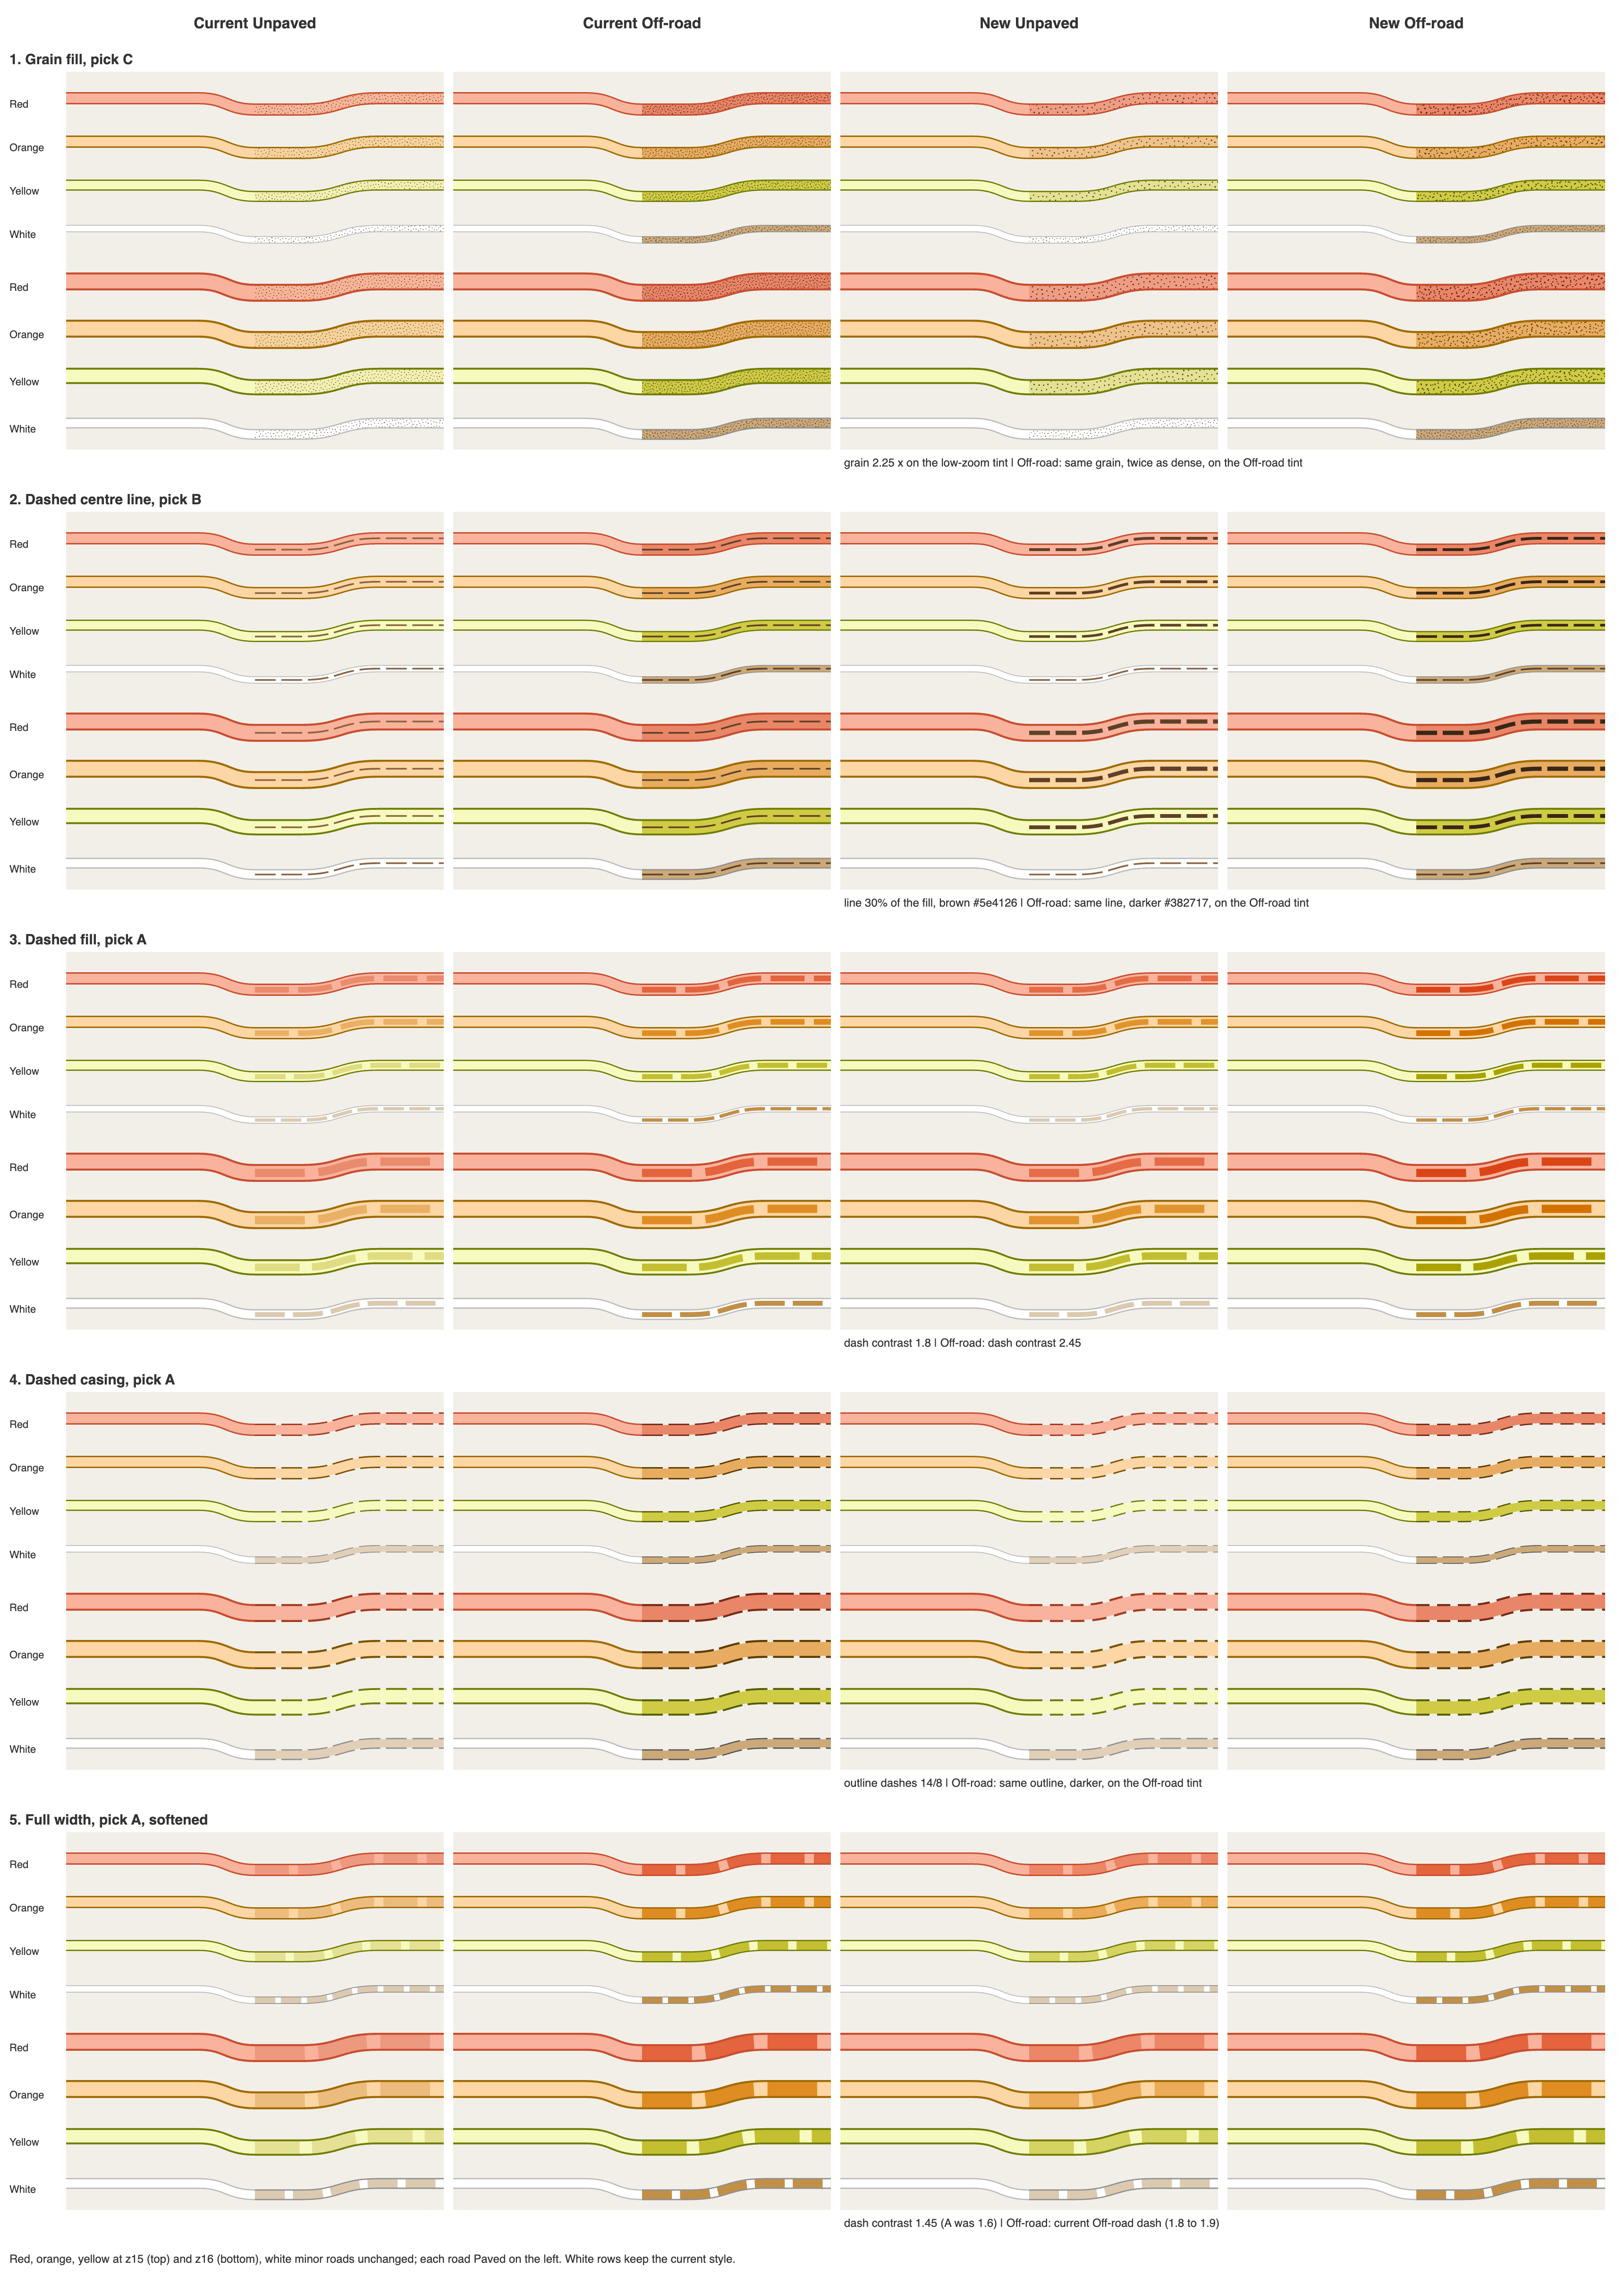 Current Unpaved Current Off-road New Unpaved New Off-road
1. Grain fill, pick C
Red
Orange
Yellow
White
Red
Orange
Yellow
White
grain 2.25 x on the low-zoom tint | Off-road: same grain, twice as dense, on the Off-road tint
2. Dashed centre line, pick B
Red
Orange
Yellow
White
Red
Orange
Yellow
White
line 30% of the fill, brown #5e4126 | Off-road: same line, darker #382717, on the Off-road tint
3. Dashed fill, pick A
Red
Orange
Yellow
White
Red
Orange
Yellow
White
dash contrast 1.8 | Off-road: dash contrast 2.45
4. Dashed casing, pick A
Red
Orange
Yellow
White
Red
Orange
Yellow
White
outline dashes 14/8 | Off-road: same outline, darker, on the Off-road tint
5. Full width, pick A, softened
Red
Orange
Yellow
White
Red
Orange
Yellow
White
dash contrast 1.45 (A was 1.6) | Off-road: current Off-road dash (1.8 to 1.9)
Red, orange, yellow at z15 (top) and z16 (bottom), white minor roads unchanged; each road Paved on the left. White rows keep the current style.